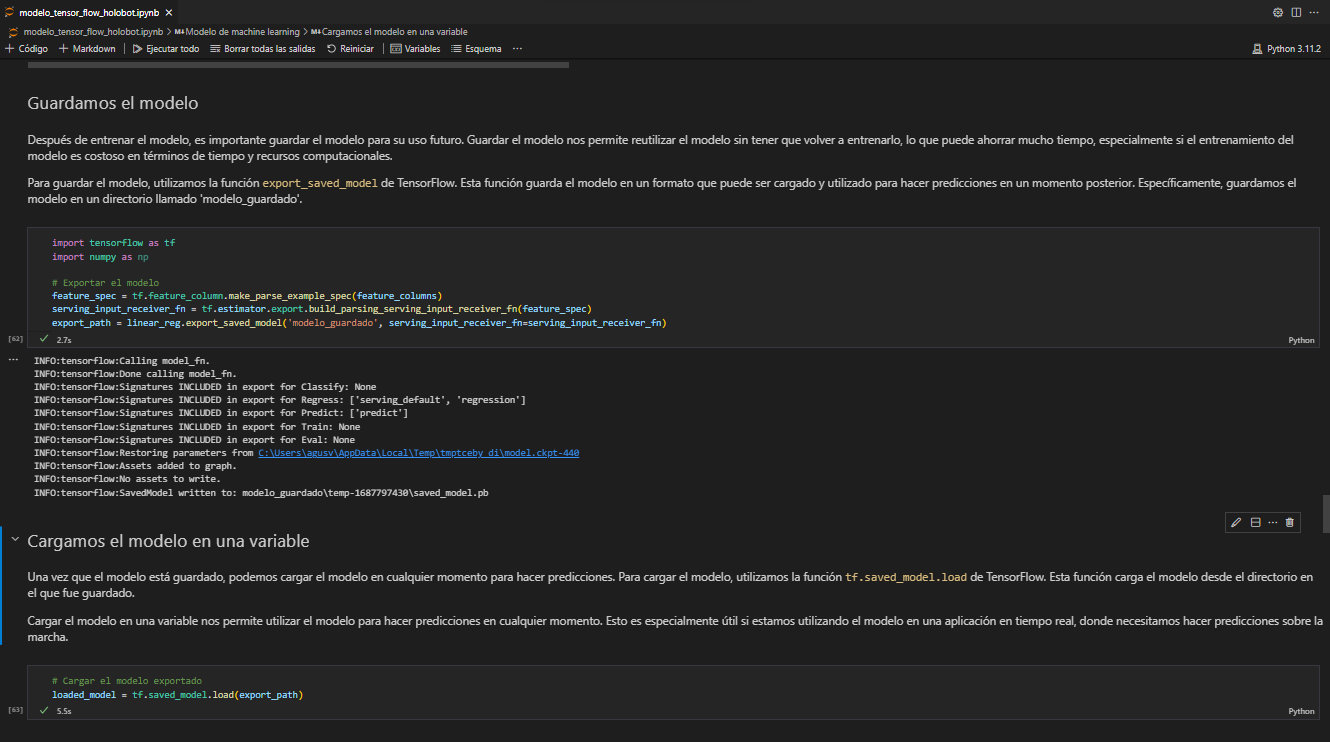 modelo_tensor_flow_holobot.ipynb
modelo_tensor_flow_holobot.ipynb > M↓Modelo de machine learning > M↓Cargamos el modelo en una variable
+ Código + Markdown | Ejecutar todo Borrar todas las salidas Reiniciar | Variables Esquema ... Python 3.11.2
Guardamos el modelo
Después de entrenar el modelo, es importante guardar el modelo para su uso futuro. Guardar el modelo nos permite reutilizar el modelo sin tener que volver a entrenarlo, lo que puede ahorrar mucho tiempo, especialmente si el entrenamiento del
modelo es costoso en términos de tiempo y recursos computacionales.
Para guardar el modelo, utilizamos la función export_saved_model de TensorFlow. Esta función guarda el modelo en un formato que puede ser cargado y utilizado para hacer predicciones en un momento posterior. Específicamente, guardamos el
modelo en un directorio llamado 'modelo_guardado'.
import tensorflow as tf
import numpy as np
# Exportar el modelo
feature_spec = tf.feature_column.make_parse_example_spec(feature_columns)
serving_input_receiver_fn = tf.estimator.export.build_parsing_serving_input_receiver_fn(feature_spec)
export_path = linear_reg.export_saved_model('modelo_guardado', serving_input_receiver_fn=serving_input_receiver_fn)
[62] ✓ 2.7s Python
... INFO:tensorflow:Calling model_fn.
INFO:tensorflow:Done calling model_fn.
INFO:tensorflow:Signatures INCLUDED in export for Classify: None
INFO:tensorflow:Signatures INCLUDED in export for Regress: ['serving_default', 'regression']
INFO:tensorflow:Signatures INCLUDED in export for Predict: ['predict']
INFO:tensorflow:Signatures INCLUDED in export for Train: None
INFO:tensorflow:Signatures INCLUDED in export for Eval: None
INFO:tensorflow:Restoring parameters from C:\Users\agusv\AppData\Local\Temp\tmptceby_di\model.ckpt-440
INFO:tensorflow:Assets added to graph.
INFO:tensorflow:No assets to write.
INFO:tensorflow:SavedModel written to: modelo_guardado\temp-1687797430\saved_model.pb
Cargamos el modelo en una variable
Una vez que el modelo está guardado, podemos cargar el modelo en cualquier momento para hacer predicciones. Para cargar el modelo, utilizamos la función tf.saved_model.load de TensorFlow. Esta función carga el modelo desde el directorio en
el que fue guardado.
Cargar el modelo en una variable nos permite utilizar el modelo para hacer predicciones en cualquier momento. Esto es especialmente útil si estamos utilizando el modelo en una aplicación en tiempo real, donde necesitamos hacer predicciones sobre la
marcha.
# Cargar el modelo exportado
loaded_model = tf.saved_model.load(export_path)
[63] ✓ 5.5s Python